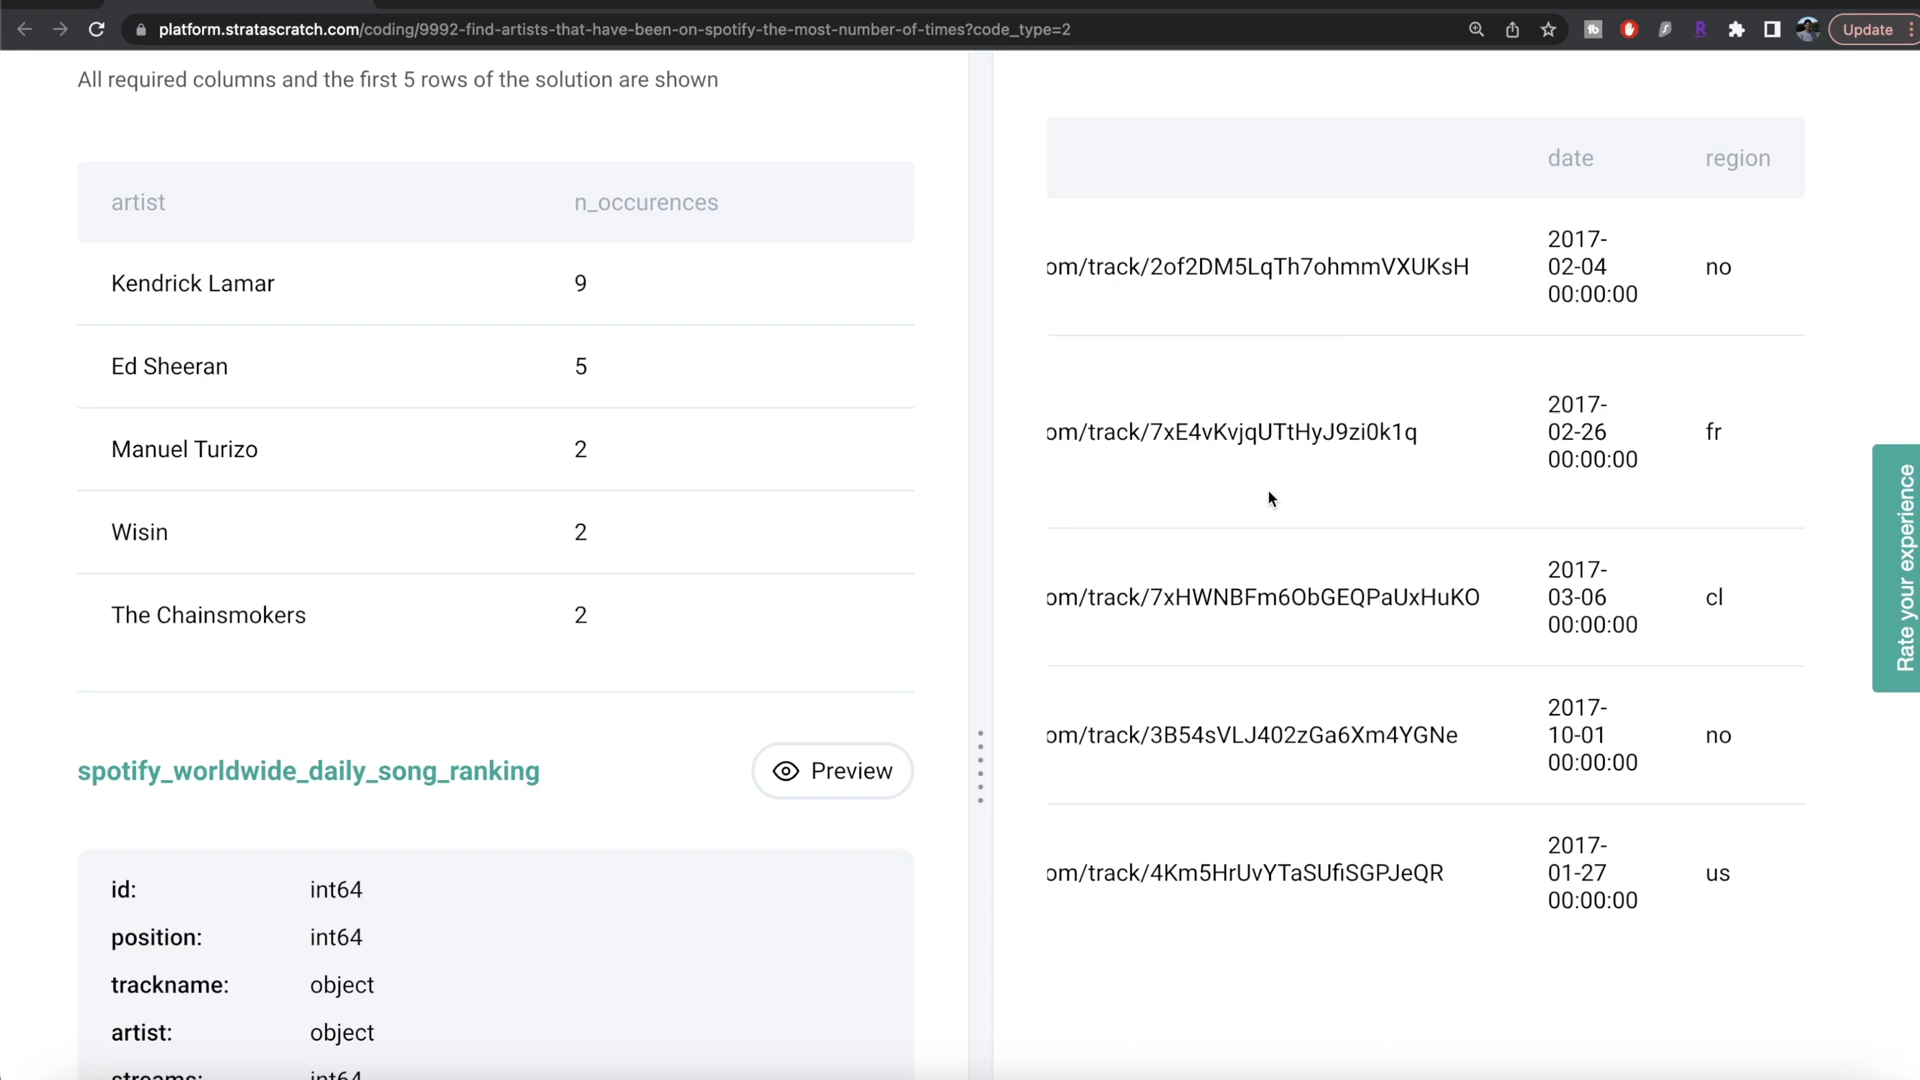 platform.stratascratch.com/coding/9992-find-artists-that-have-been-on-spotify-the-most-number-of-times?code_type=2
Update
All required columns and the first 5 rows of the solution are shown
artist n_occurences
Kendrick Lamar 9
Ed Sheeran 5
Manuel Turizo 2
Wisin 2
The Chainsmokers 2
spotify_worldwide_daily_song_ranking
Preview
id: int64
position: int64
trackname: object
artist: object
streams: int64
date region
om/track/2of2DM5LqTh7ohmmVXUKsH 2017-
02-04
00:00:00 no
om/track/7xE4vKvjqUTtHyJ9zi0k1q 2017-
02-26
00:00:00 fr
om/track/7xHWNBFm6ObGEQPaUxHuKO 2017-
03-06
00:00:00 cl
om/track/3B54sVLJ402zGa6Xm4YGNe 2017-
10-01
00:00:00 no
om/track/4Km5HrUvYTaSUfiSGPJeQR 2017-
01-27
00:00:00 us
Rate your experience